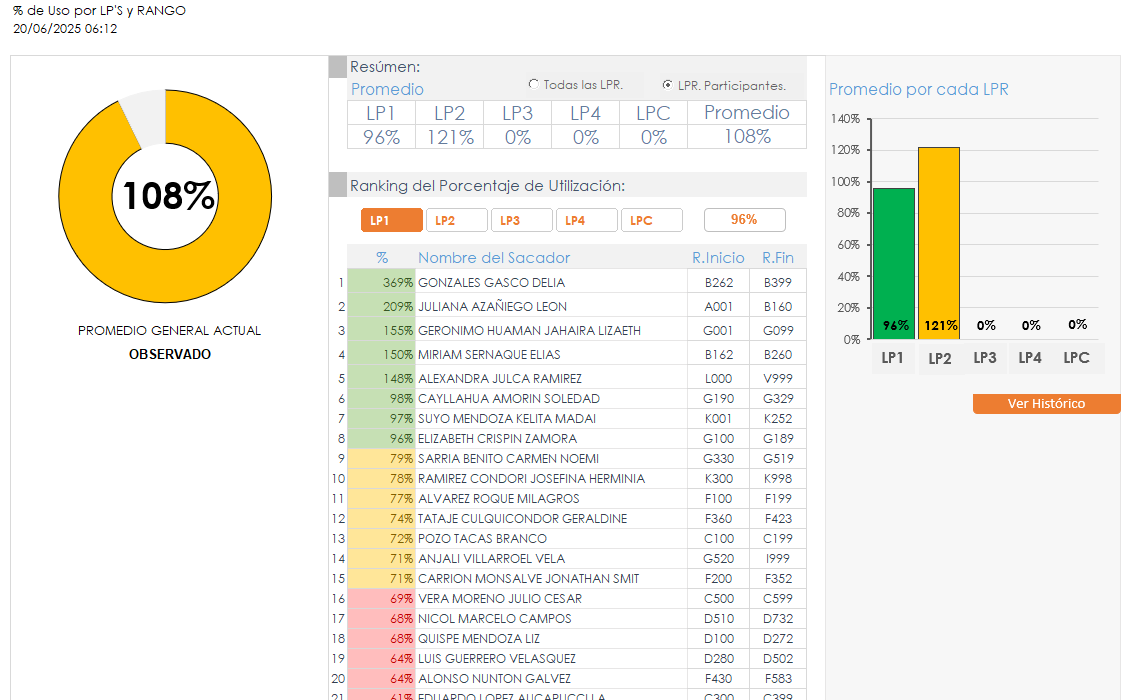 % de Uso por LP'S y RANGO
20/06/2025 06:12
108%
PROMEDIO GENERAL ACTUAL
OBSERVADO
Resúmen:
Promedio
Todas las LPR.
LPR. Participantes.
LP1 LP2 LP3 LP4 LPC Promedio
96% 121% 0% 0% 0% 108%
Ranking del Porcentaje de Utilización:
LP1 LP2 LP3 LP4 LPC 96%
% Nombre del Sacador R.Inicio R.Fin
1 369% GONZALES GASCO DELIA B262 B399
2 209% JULIANA AZAÑIEGO LEON A001 B160
3 155% GERONIMO HUAMAN JAHAIRA LIZAETH G001 G099
4 150% MIRIAM SERNAQUE ELIAS B162 B260
5 148% ALEXANDRA JULCA RAMIREZ L000 V999
6 98% CAYLLAHUA AMORIN SOLEDAD G190 G329
7 97% SUYO MENDOZA KELITA MADAI K001 K252
8 96% ELIZABETH CRISPIN ZAMORA G100 G189
9 79% SARRIA BENITO CARMEN NOEMI G330 G519
10 78% RAMIREZ CONDORI JOSEFINA HERMINIA K300 K998
11 77% ALVAREZ ROQUE MILAGROS F100 F199
12 74% TATAJE CULQUICONDOR GERALDINE F360 F423
13 72% POZO TACAS BRANCO C100 C199
14 71% ANJALI VILLARROEL VELA G520 I999
15 71% CARRION MONSALVE JONATHAN SMIT F200 F352
16 69% VERA MORENO JULIO CESAR C500 C599
17 68% NICOL MARCELO CAMPOS D510 D732
18 68% QUISPE MENDOZA LIZ D100 D272
19 64% LUIS GUERRERO VELASQUEZ D280 D502
20 64% ALONSO NUNTON GALVEZ F430 F583
21 61% EDUARDO LOPEZ AUCAPUCLLA C300 C399
Promedio por cada LPR
140%
120%
100%
80%
60%
40%
20%
0%
96% 121% 0% 0% 0%
LP1 LP2 LP3 LP4 LPC
Ver Histórico